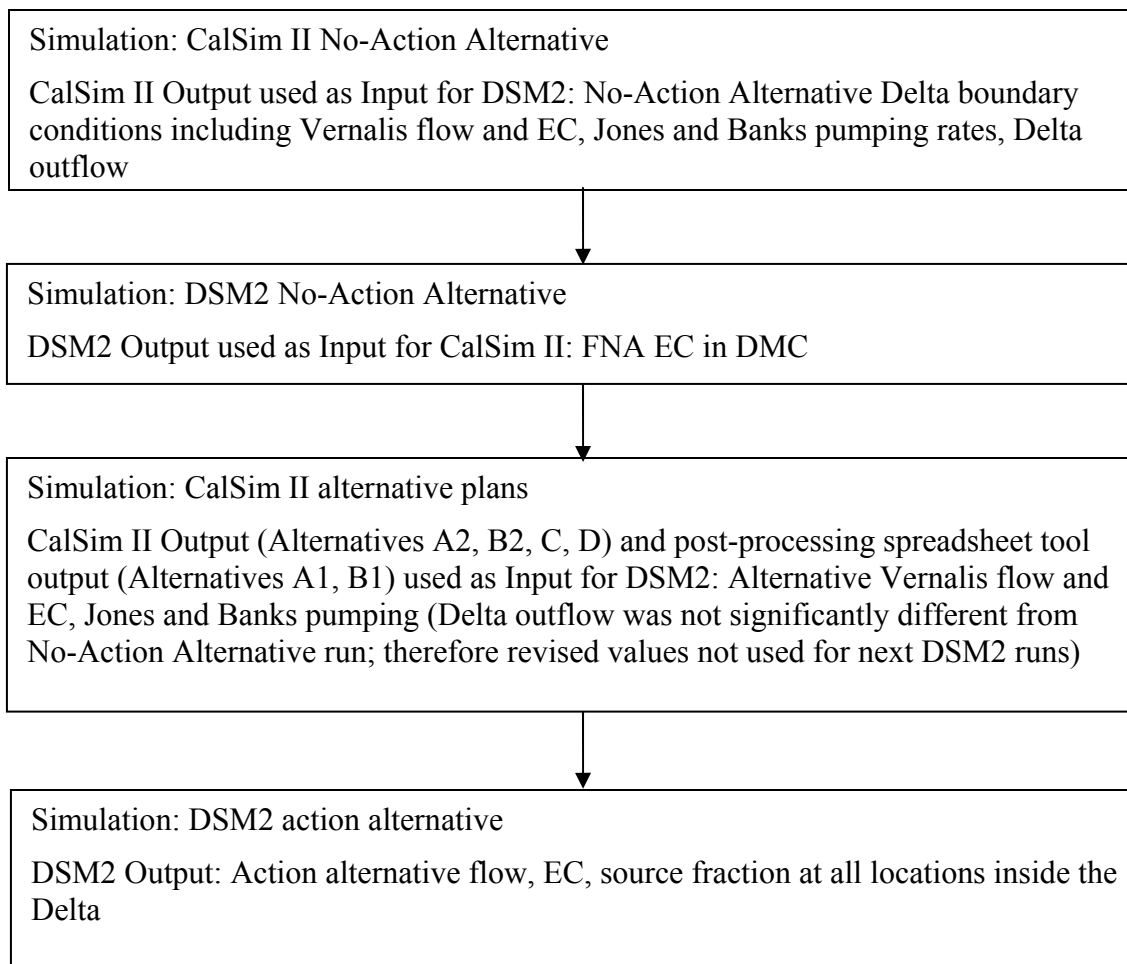 Simulation: CalSim II No-Action Alternative
CalSim II Output used as Input for DSM2: No-Action Alternative Delta boundary
conditions including Vernalis flow and EC, Jones and Banks pumping rates, Delta
outflow
Simulation: DSM2 No-Action Alternative
DSM2 Output used as Input for CalSim II: FNA EC in DMC
Simulation: CalSim II alternative plans
CalSim II Output (Alternatives A2, B2, C, D) and post-processing spreadsheet tool
output (Alternatives A1, B1) used as Input for DSM2: Alternative Vernalis flow and
EC, Jones and Banks pumping (Delta outflow was not significantly different from
No-Action Alternative run; therefore revised values not used for next DSM2 runs)
Simulation: DSM2 action alternative
DSM2 Output: Action alternative flow, EC, source fraction at all locations inside the
Delta